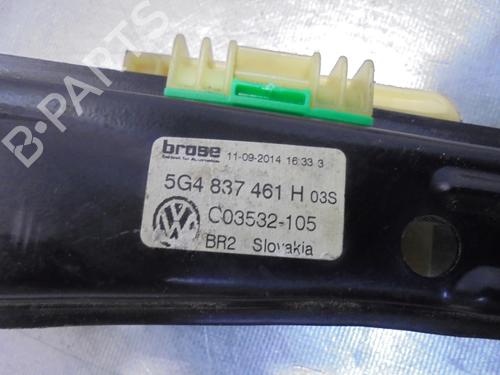 B-PARTS
brose 11-09-2014 16:33 3
5G4 837 461 H 03S
C03532-105
BR2 Slovakia